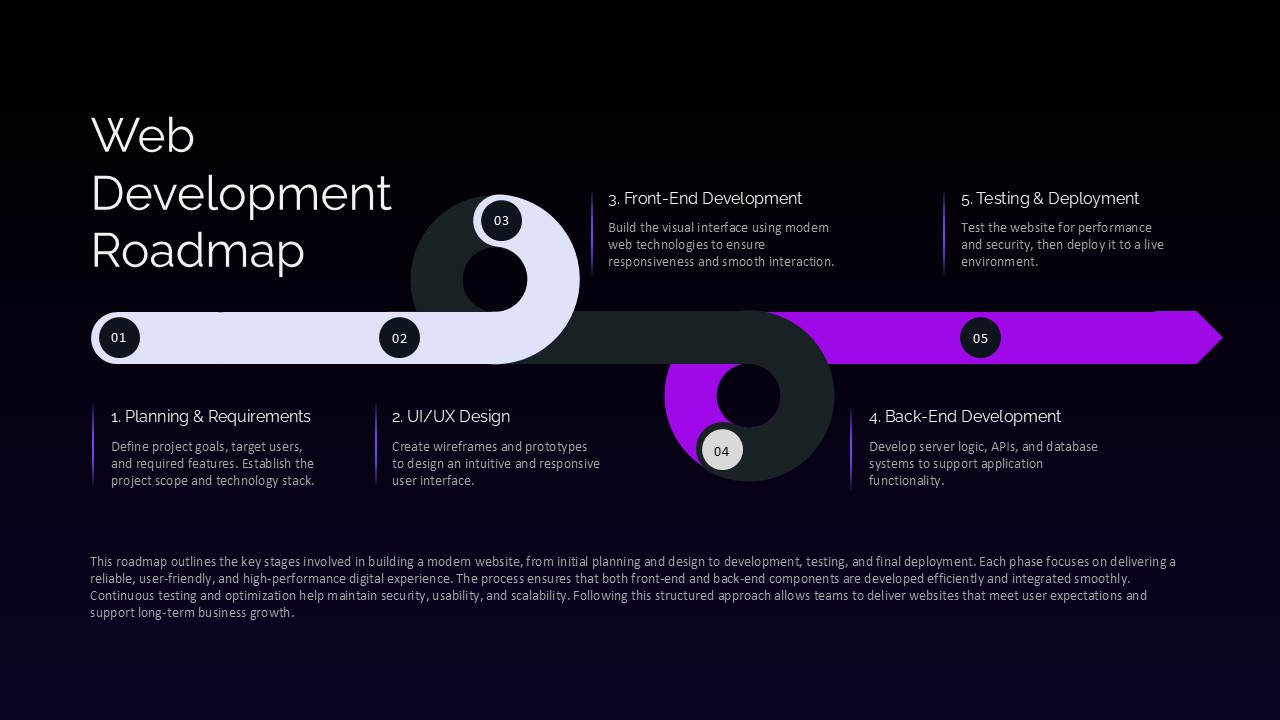 Web
Development
Roadmap
03
3. Front-End Development
Build the visual interface using modern
web technologies to ensure
responsiveness and smooth interaction.
5. Testing & Deployment
Test the website for performance
and security, then deploy it to a live
environment.
01
02
05
1. Planning & Requirements
Define project goals, target users,
and required features. Establish the
project scope and technology stack.
2. UI/UX Design
Create wireframes and prototypes
to design an intuitive and responsive
user interface.
04
4. Back-End Development
Develop server logic, APIs, and database
systems to support application
functionality.
This roadmap outlines the key stages involved in building a modern website, from initial planning and design to development, testing, and final deployment. Each phase focuses on delivering a
reliable, user-friendly, and high-performance digital experience. The process ensures that both front-end and back-end components are developed efficiently and integrated smoothly.
Continuous testing and optimization help maintain security, usability, and scalability. Following this structured approach allows teams to deliver websites that meet user expectations and
support long-term business growth.